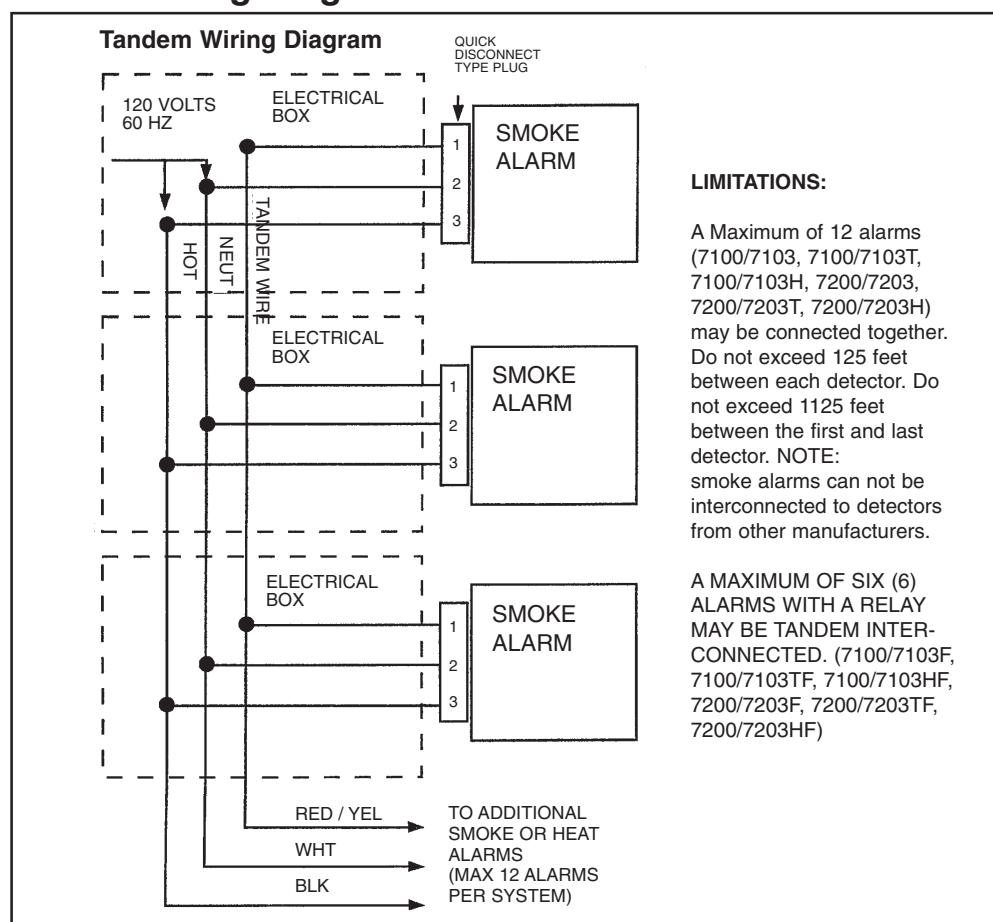 Tandem Wiring Diagram
QUICK
DISCONNECT
TYPE PLUG
120 VOLTS
60 HZ
ELECTRICAL
BOX
1
2
3
SMOKE
ALARM
HOT
NEUT
TANDEM WIRE
ELECTRICAL
BOX
1
2
3
SMOKE
ALARM
ELECTRICAL
BOX
1
2
3
SMOKE
ALARM
RED / YEL
WHT
BLK
TO ADDITIONAL
SMOKE OR HEAT
ALARMS
(MAX 12 ALARMS
PER SYSTEM)
LIMITATIONS:
A Maximum of 12 alarms
(7100/7103, 7100/7103T,
7100/7103H, 7200/7203,
7200/7203T, 7200/7203H)
may be connected together.
Do not exceed 125 feet
between each detector. Do
not exceed 1125 feet
between the first and last
detector. NOTE:
smoke alarms can not be
interconnected to detectors
from other manufacturers.
A MAXIMUM OF SIX (6)
ALARMS WITH A RELAY
MAY BE TANDEM INTER-
CONNECTED. (7100/7103F,
7100/7103TF, 7100/7103HF,
7200/7203F, 7200/7203TF,
7200/7203HF)